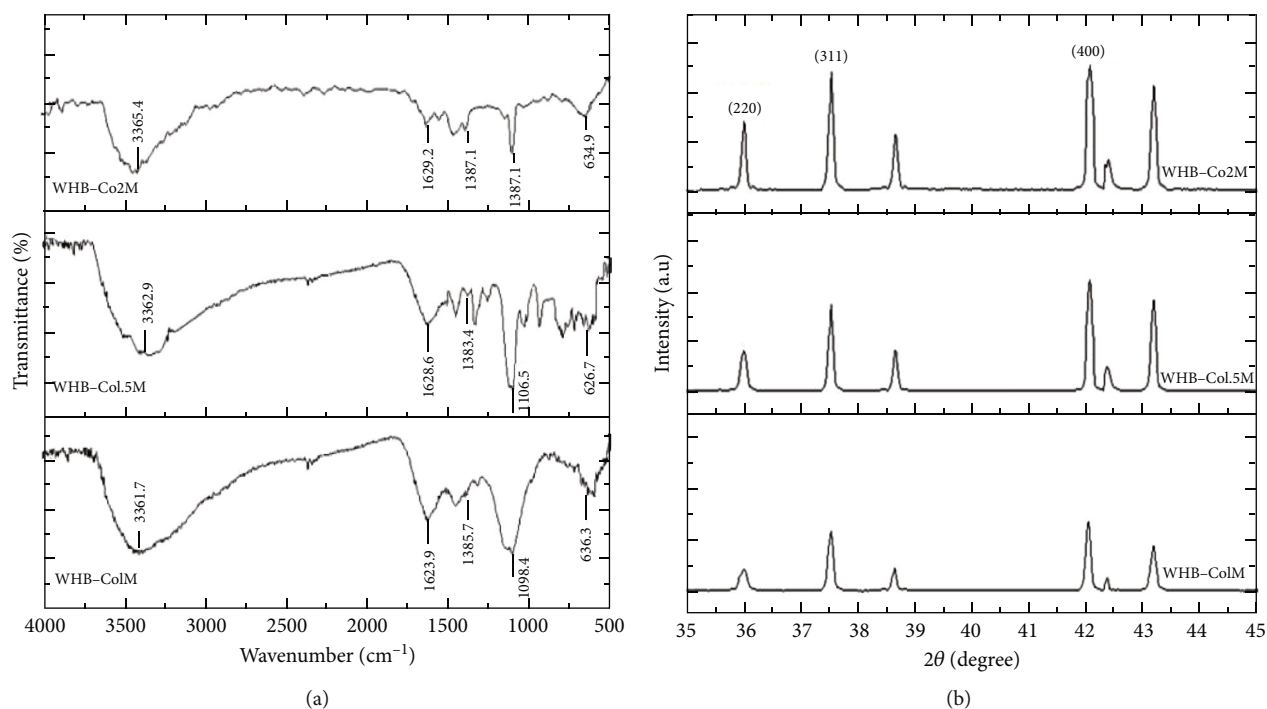 Transmittance (%)
3365.4
1629.2
1387.1
1387.1
634.9
WHB–Co2M
3362.9
1628.6
1383.4
1106.5
626.7
WHB–Col.5M
3361.7
1623.9
1385.7
1098.4
636.3
WHB–ColM
4000 3500 3000 2500 2000 1500 1000 500
Wavenumber (cm⁻¹)
(a)
Intensity (a.u)
(220)
(311)
(400)
WHB–Co2M
WHB–Col.5M
WHB–ColM
35 36 37 38 39 40 41 42 43 44 45
2θ (degree)
(b)